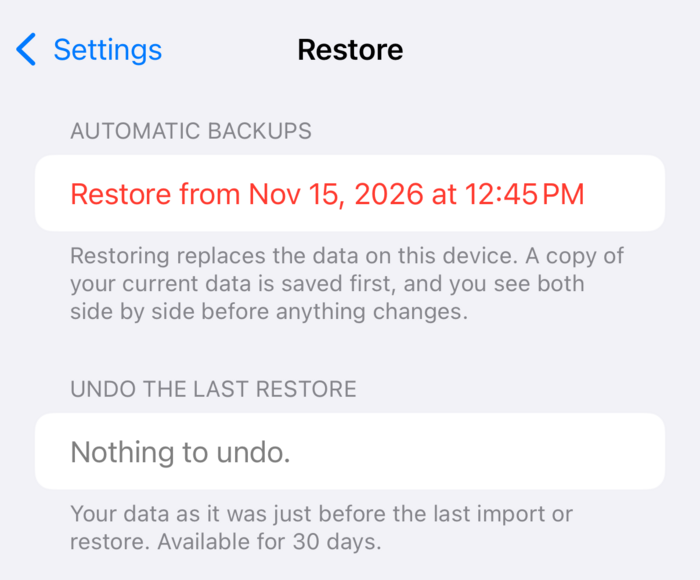 Settings
Restore
AUTOMATIC BACKUPS
Restore from Nov 15, 2026 at 12:45 PM
Restoring replaces the data on this device. A copy of
your current data is saved first, and you see both
side by side before anything changes.
UNDO THE LAST RESTORE
Nothing to undo.
Your data as it was just before the last import or
restore. Available for 30 days.